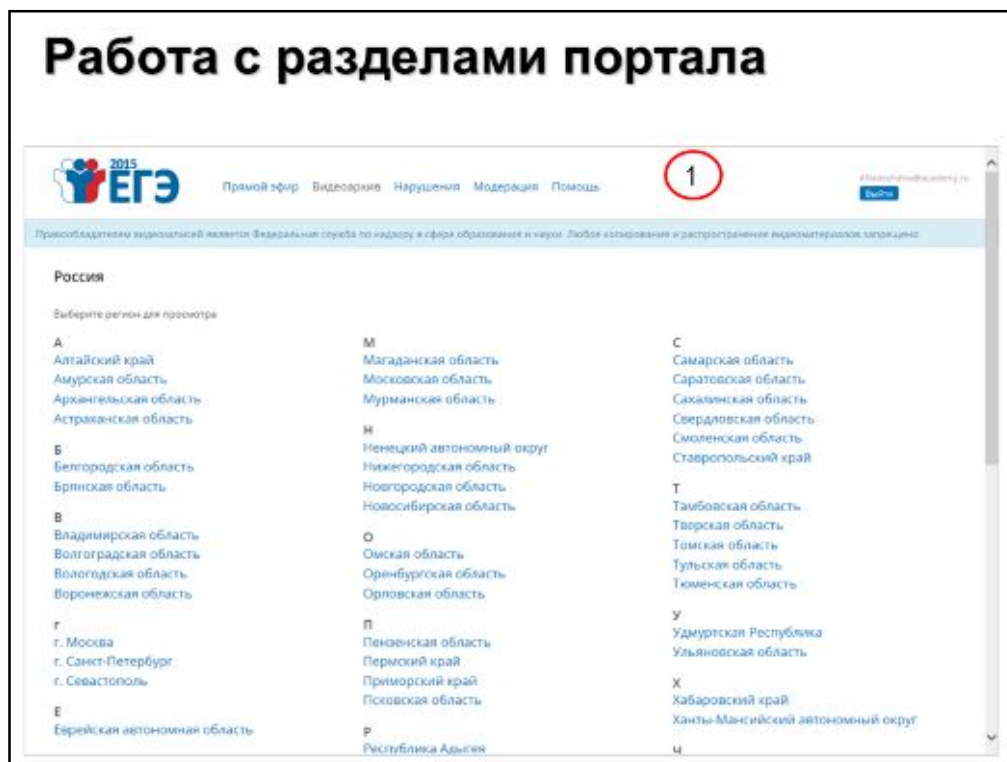 Работа с разделами портала
2015
ЕГЭ
Прямой эфир Видеоархив Нарушения Модерация Помощь
1
Выйти
Правообладателем видеозаписей является Федеральная служба по надзору в сфере образования и науки. Любое копирование и распространение видеоматериалов запрещено
Россия
Выберите регион для просмотра
А
Алтайский край
Амурская область
Архангельская область
Астраханская область
Б
Белгородская область
Брянская область
В
Владимирская область
Волгоградская область
Вологодская область
Воронежская область
г
г. Москва
г. Санкт-Петербург
г. Севастополь
Е
Еврейская автономная область
М
Магаданская область
Московская область
Мурманская область
Н
Ненецкий автономный округ
Нижегородская область
Новгородская область
Новосибирская область
О
Омская область
Оренбургская область
Орловская область
П
Пензенская область
Пермский край
Приморский край
Псковская область
Р
Республика Адыгея
С
Самарская область
Саратовская область
Сахалинская область
Свердловская область
Смоленская область
Ставропольский край
Т
Тамбовская область
Тверская область
Томская область
Тульская область
Тюменская область
У
Удмуртская Республика
Ульяновская область
Х
Хабаровский край
Ханты-Мансийский автономный округ
Ч